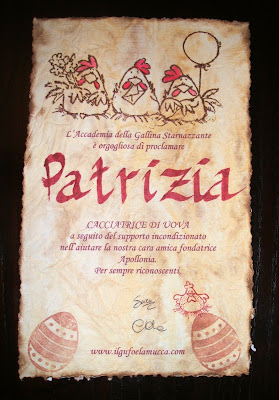 L'Accademia della Gallina Starnazzante
è orgogliosa di proclamare
Patrizia
CACCIATRICE DI UOVA
a seguito del supporto incondizionato
nell'aiutare la nostra cara amica fondatrice
Apollonia.
Per sempre riconoscenti.
www.ilgufoelamucca.com